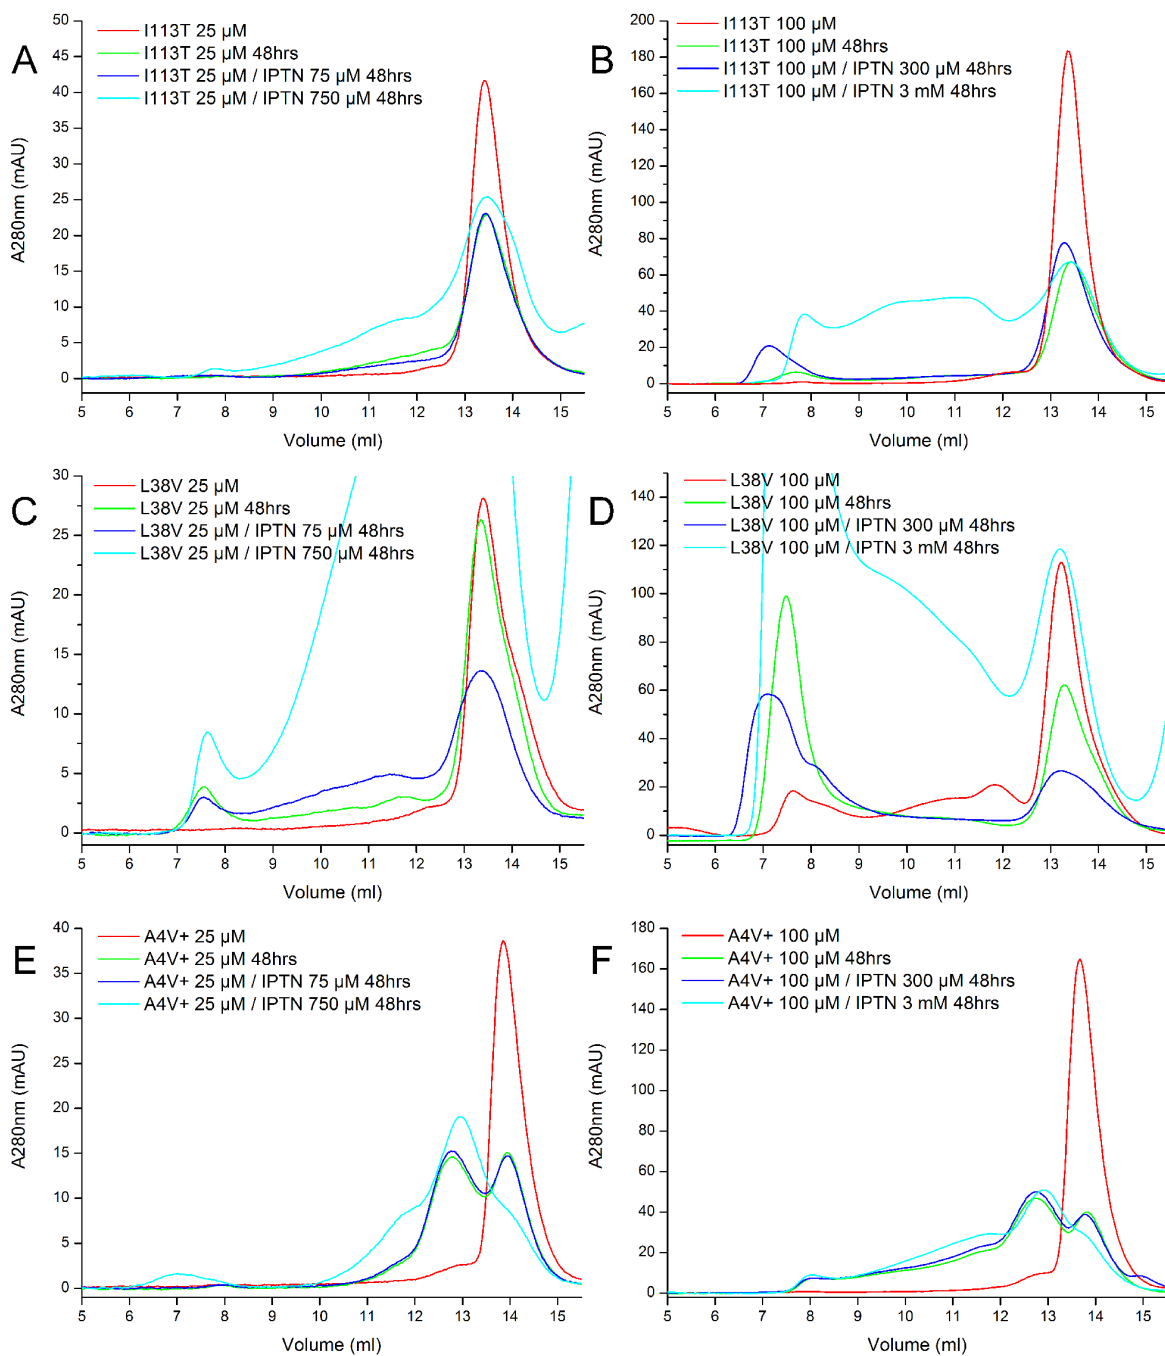 A
I113T 25 µM
I113T 25 µM 48hrs
I113T 25 µM / IPTN 75 µM 48hrs
I113T 25 µM / IPTN 750 µM 48hrs
A280nm (mAU)
50
45
40
35
30
25
20
15
10
5
0
5 6 7 8 9 10 11 12 13 14 15
Volume (ml)
B
I113T 100 µM
I113T 100 µM 48hrs
I113T 100 µM / IPTN 300 µM 48hrs
I113T 100 µM / IPTN 3 mM 48hrs
A280nm (mAU)
200
180
160
140
120
100
80
60
40
20
0
5 6 7 8 9 10 11 12 13 14 15
Volume (ml)
C
L38V 25 µM
L38V 25 µM 48hrs
L38V 25 µM / IPTN 75 µM 48hrs
L38V 25 µM / IPTN 750 µM 48hrs
A280nm (mAU)
30
25
20
15
10
5
0
5 6 7 8 9 10 11 12 13 14 15
Volume (ml)
D
L38V 100 µM
L38V 100 µM 48hrs
L38V 100 µM / IPTN 300 µM 48hrs
L38V 100 µM / IPTN 3 mM 48hrs
A280nm (mAU)
140
120
100
80
60
40
20
0
5 6 7 8 9 10 11 12 13 14 15
Volume (ml)
E
A4V+ 25 µM
A4V+ 25 µM 48hrs
A4V+ 25 µM / IPTN 75 µM 48hrs
A4V+ 25 µM / IPTN 750 µM 48hrs
A280nm (mAU)
40
35
30
25
20
15
10
5
0
5 6 7 8 9 10 11 12 13 14 15
Volume (ml)
F
A4V+ 100 µM
A4V+ 100 µM 48hrs
A4V+ 100 µM / IPTN 300 µM 48hrs
A4V+ 100 µM / IPTN 3 mM 48hrs
A280nm (mAU)
180
160
140
120
100
80
60
40
20
0
5 6 7 8 9 10 11 12 13 14 15
Volume (ml)